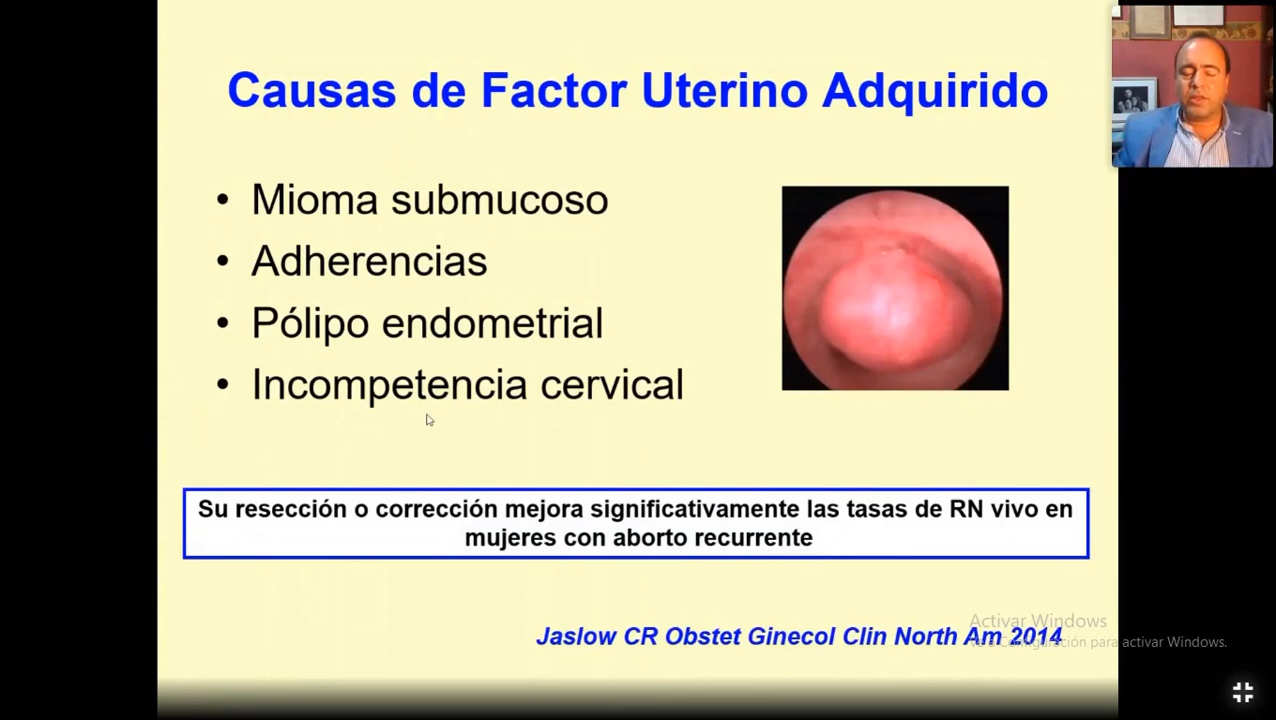 Causas de Factor Uterino Adquirido
• Mioma submucoso
• Adherencias
• Pólipo endometrial
• Incompetencia cervical
Su resección o corrección mejora significativamente las tasas de RN vivo en
mujeres con aborto recurrente
Activar Windows
Jaslow CR Obstet Ginecol Clin North Am 2014
Ve a Configuración para activar Windows.